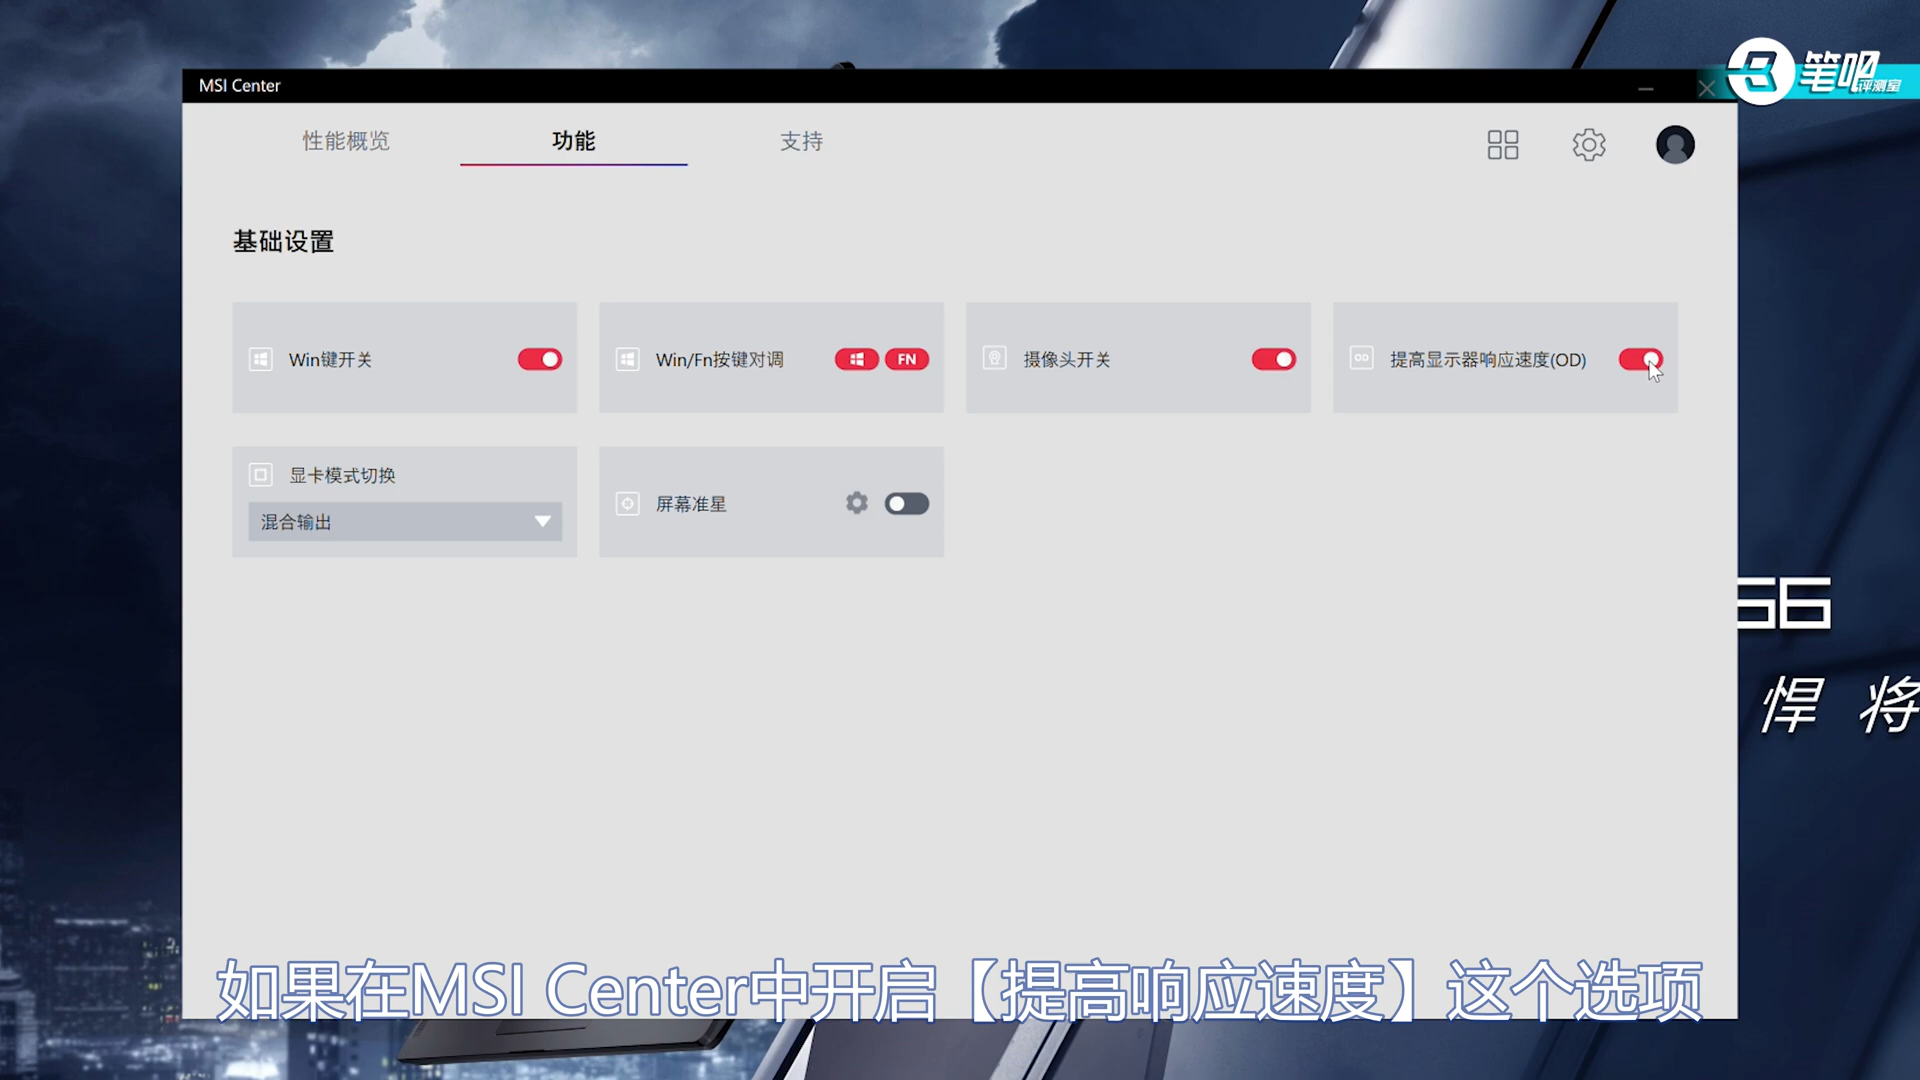 MSI Center
笔吧评测室
性能概览
功能
支持
基础设置
Win键开关
Win/Fn按键对调
FN
摄像头开关
OD
提高显示器响应速度(OD)
显卡模式切换
混合输出
屏幕准星
66
悍将
如果在MSI Center中开启【提高响应速度】这个选项